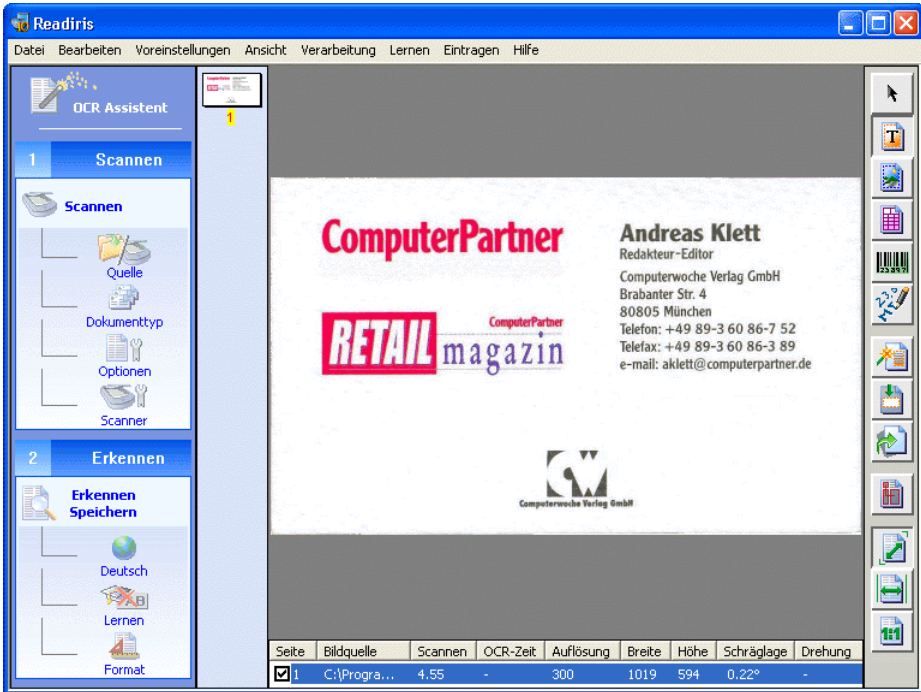 Readiris
Datei Bearbeiten Voreinstellungen Ansicht Verarbeitung Lernen Eintragen Hilfe
OCR Assistent
1 Scannen
Scannen
Quelle
Dokumenttyp
Optionen
Scanner
2 Erkennen
Erkennen
Speichern
Deutsch
Lernen
Format
1
ComputerPartner
RETAIL magazin
ComputerPartner
Andreas Klett
Redakteur-Editor
Computerwoche Verlag GmbH
Brabanter Str. 4
80805 München
Telefon: +49 89-3 60 86-7 52
Telefax: +49 89-3 60 86-3 89
e-mail: aklett@computerpartner.de
CW
Computerwoche Verlag GmbH
T
1:1
Seite Bildquelle Scannen OCR-Zeit Auflösung Breite Höhe Schräglage Drehung
1 C:\Progra... 4.55 - 300 1019 594 0.22° -